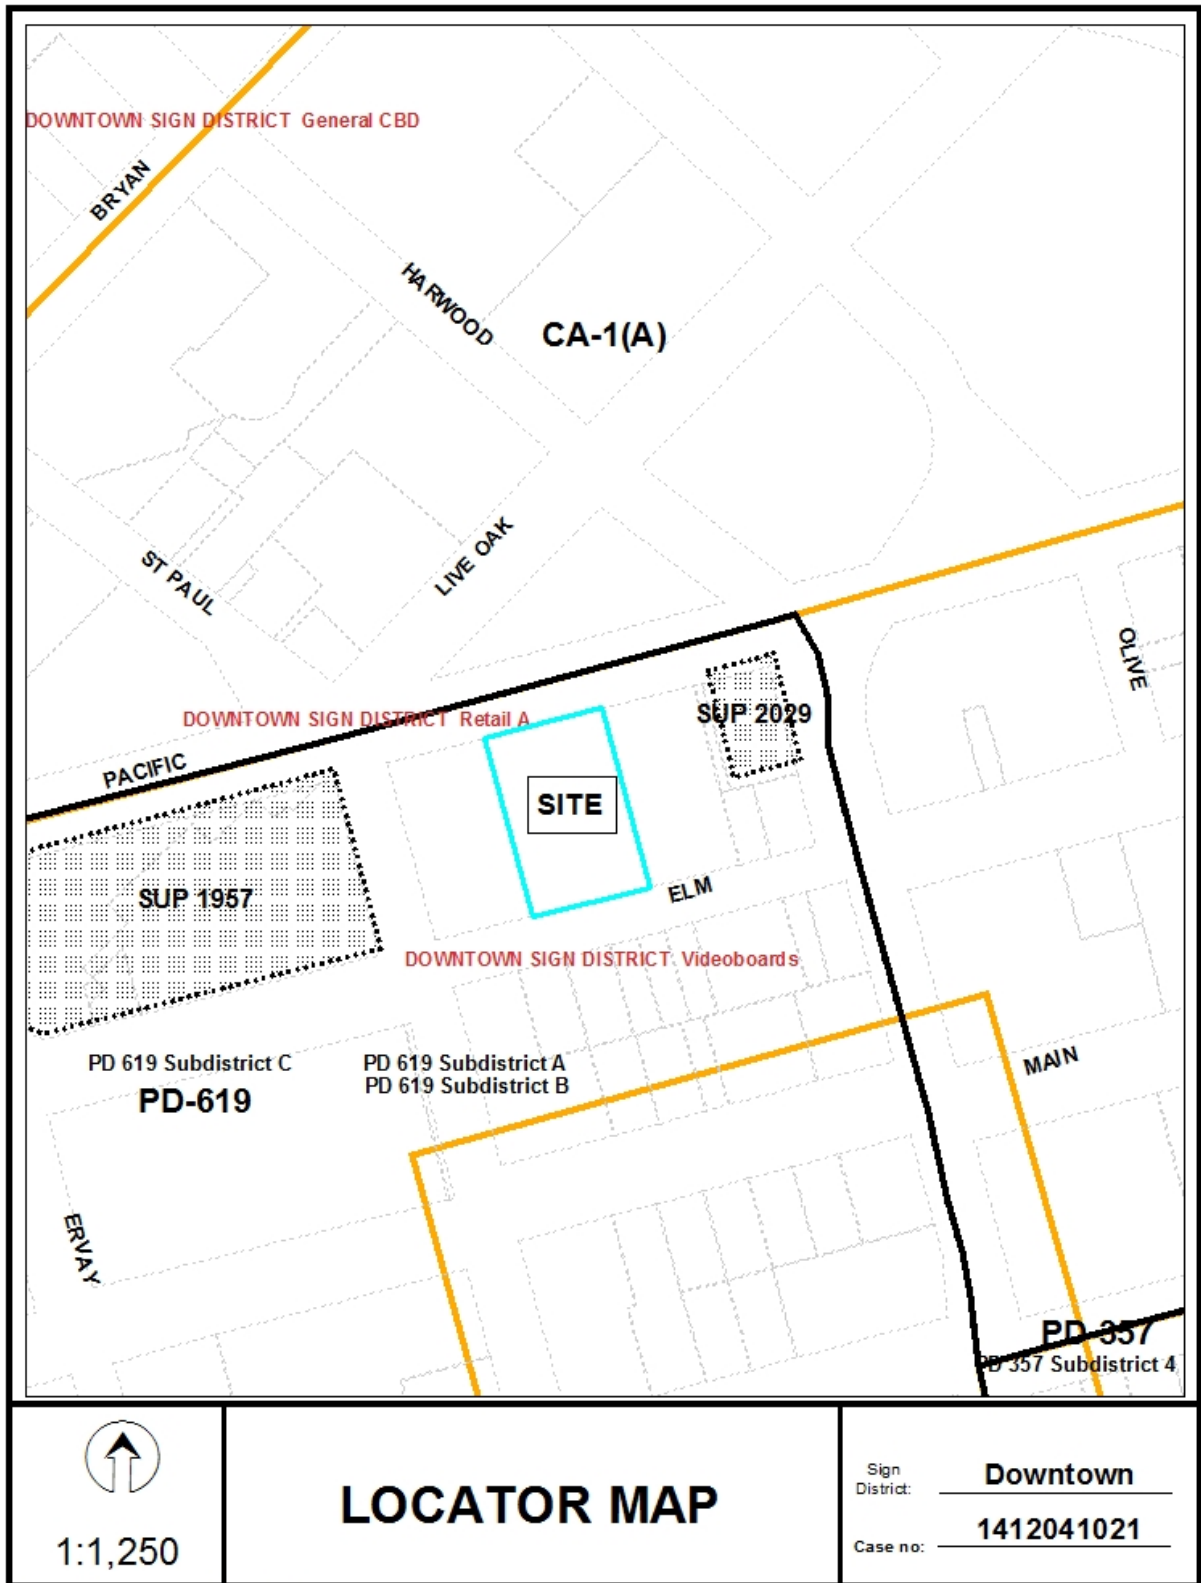 DOWNTOWN SIGN DISTRICT General CBD
BRYAN
HARWOOD
CA-1(A)
ST PAUL
LIVE OAK
OLIVE
DOWNTOWN SIGN DISTRICT Retail A
SUP 2029
PACIFIC
SITE
SUP 1957
ELM
DOWNTOWN SIGN DISTRICT Videoboards
PD 619 Subdistrict C
PD 619 Subdistrict A
PD 619 Subdistrict B
PD-619
MAIN
ERVAY
PD-357
PD 357 Subdistrict 4
1:1,250
LOCATOR MAP
Sign
District:
Downtown
Case no:
1412041021